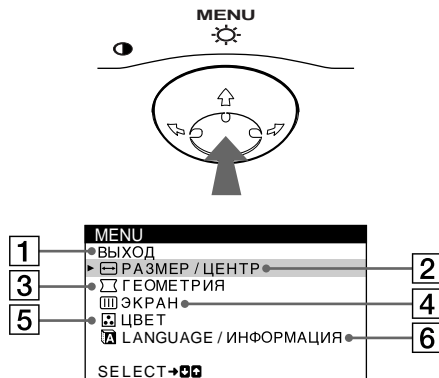 MENU
MENU
1 ВЫХОД
РАЗМЕР / ЦЕНТР 2
3 ГЕОМЕТРИЯ
ЭКРАН 4
5 ЦВЕТ
A LANGUAGE / ИНФОРМАЦИЯ 6
SELECT